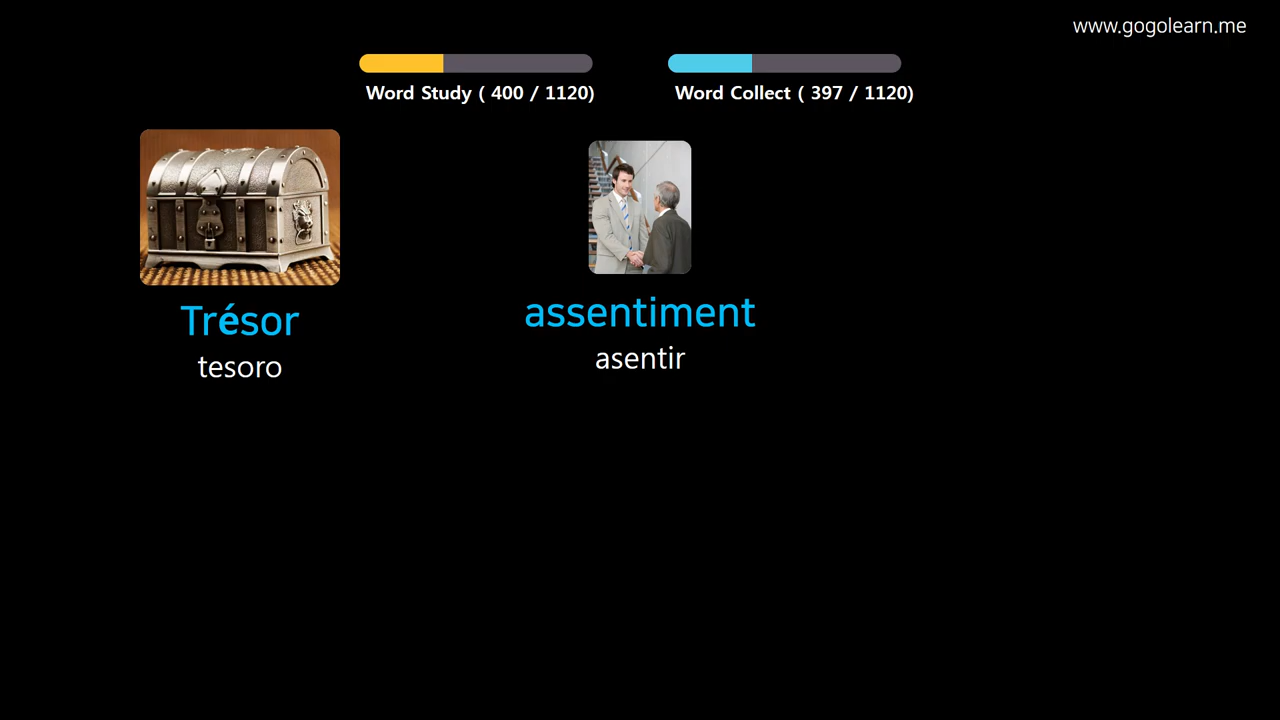 www.gogolearn.me
Word Study ( 400 / 1120)
Word Collect ( 397 / 1120)
Trésor
tesoro
assentiment
asentir